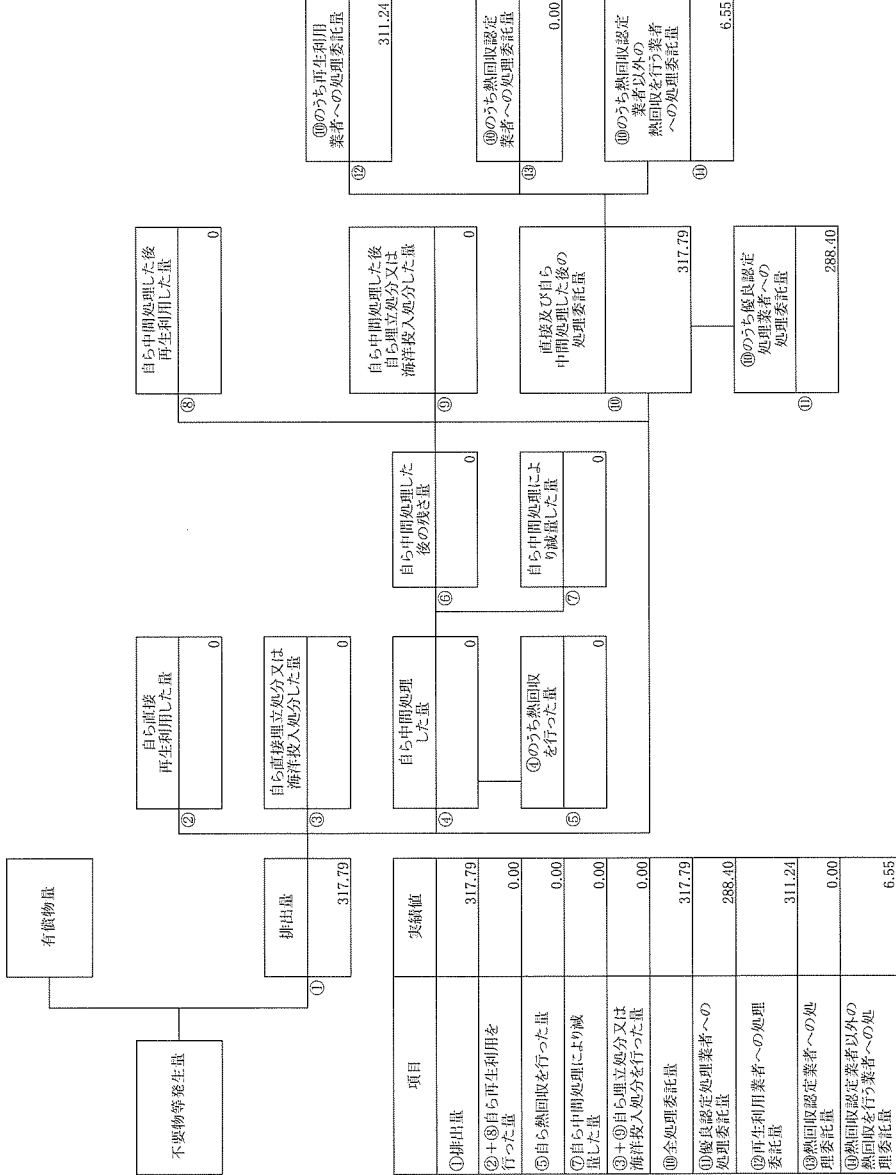 不要物等発生量
有償物量
①
排出量
317.79
②
自ら直接
再生利用した量
0
③
自ら直接埋立処分又は
海洋投入処分した量
0
④
自ら中間処理
した量
0
⑤
④のうち熱回収
を行った量
0
⑥
自ら中間処理した
後の残さ量
0
⑦
自ら中間処理によ
り減量した量
0
⑧
自ら中間処理した後
再生利用した量
0
⑨
自ら中間処理した後
自ら埋立処分又は
海洋投入処分した量
0
⑩
直接及び自ら
中間処理した後の
処理委託量
317.79
⑪
⑩のうち優良認定
処理業者への
処理委託量
288.40
⑫
⑩のうち再生利用
業者への処理委託量
311.24
⑬
⑩のうち熱回収認定
業者への処理委託量
0.00
⑭
⑩のうち熱回収認定
業者以外の
熱回収を行う業者
への処理委託量
6.55
項目 実績値
①排出量 317.79
②+⑧自ら再生利用を
行った量 0.00
⑤自ら熱回収を行った量 0.00
⑦自ら中間処理により減
量した量 0.00
③+⑨自ら埋立処分又は
海洋投入処分を行った量 0.00
⑩全処理委託量 317.79
⑪優良認定処理業者への
処理委託量 288.40
⑫再生利用業者への処理
委託量 311.24
⑬熱回収認定業者への処
理委託量 0.00
⑭熱回収認定業者以外の
熱回収を行う業者への処
理委託量 6.55